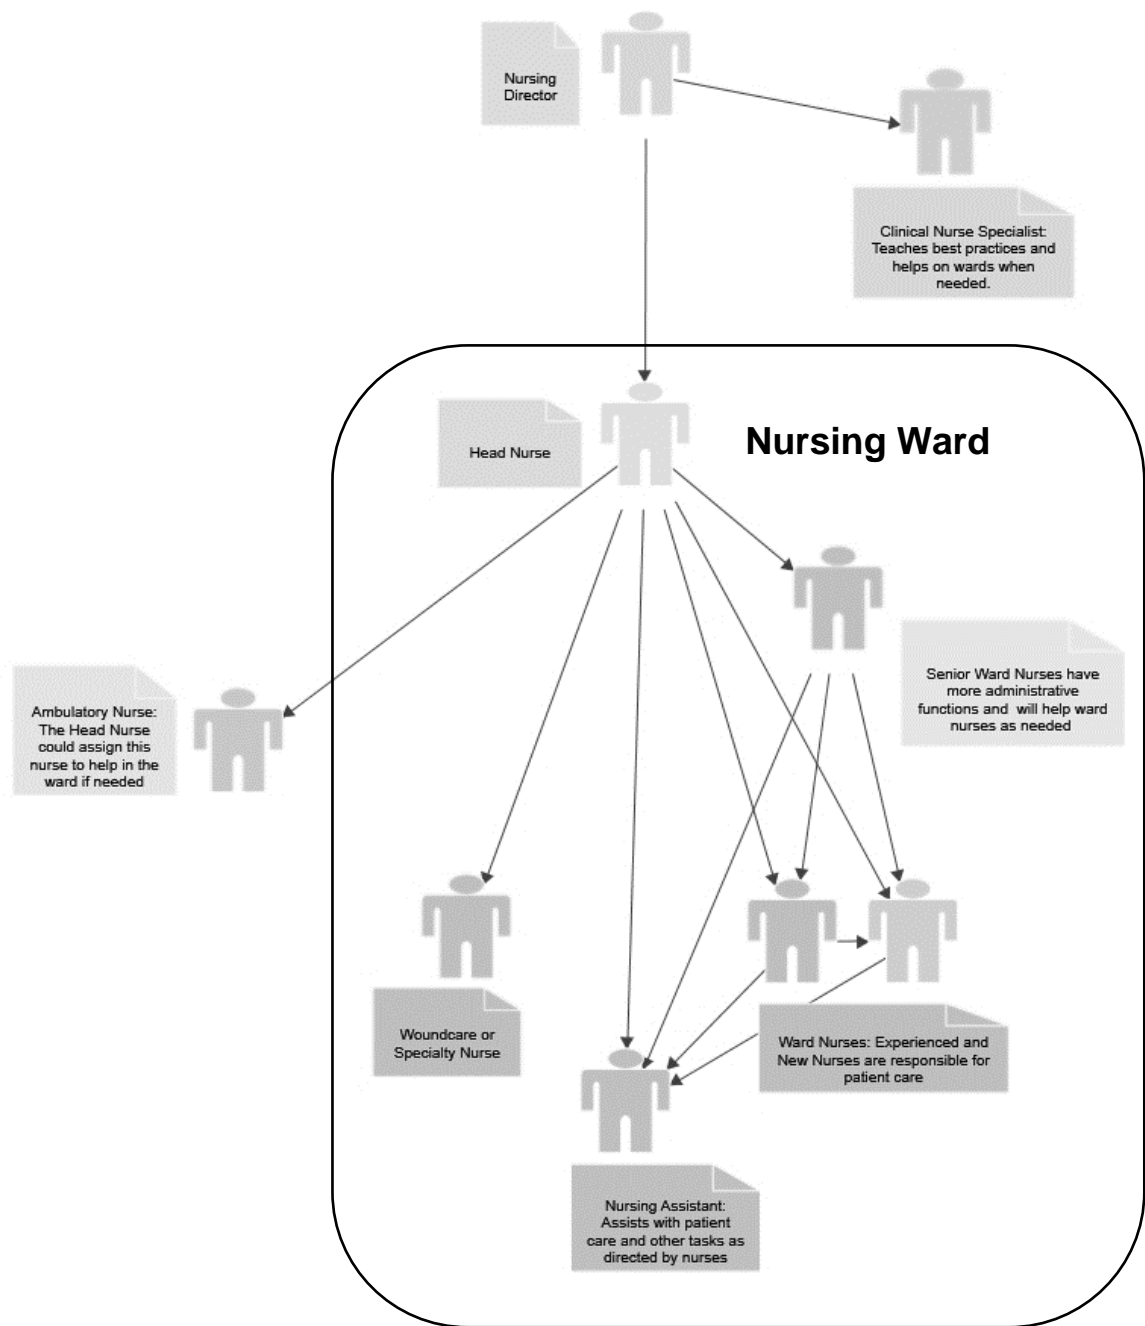 Nursing
Director
Clinical Nurse Specialist:
Teaches best practices and
helps on wards when
needed.
Head Nurse
Nursing Ward
Senior Ward Nurses have
more administrative
functions and  will help ward
nurses as needed
Ambulatory Nurse:
The Head Nurse
could assign this
nurse to help in the
ward if needed
Woundcare or
Specialty Nurse
Ward Nurses: Experienced and
New Nurses are responsible for
patient care
Nursing Assistant:
Assists with patient
care and other tasks as
directed by nurses